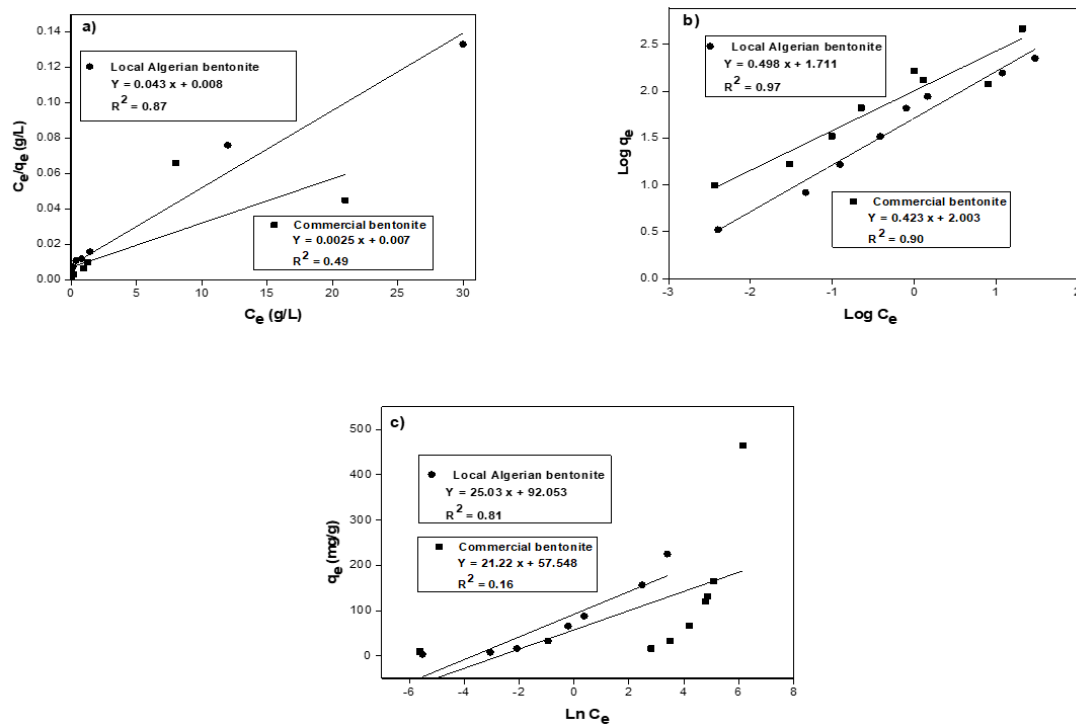 a)
0.14
0.12
0.10
0.08
0.06
0.04
0.02
0.00
Cₑ/qₑ (g/L)
Local Algerian bentonite
Y = 0.043 x + 0.008
R² = 0.87
Commercial bentonite
Y = 0.0025 x + 0.007
R² = 0.49
0 5 10 15 20 25 30
Cₑ (g/L)
b)
2.5
2.0
1.5
1.0
0.5
0.0
Log qₑ
Local Algerian bentonite
Y = 0.498 x + 1.711
R² = 0.97
Commercial bentonite
Y = 0.423 x + 2.003
R² = 0.90
-3 -2 -1 0 1 2
Log Cₑ
c)
500
400
300
200
100
0
qₑ (mg/g)
Local Algerian bentonite
Y = 25.03 x + 92.053
R² = 0.81
Commercial bentonite
Y = 21.22 x + 57.548
R² = 0.16
-6 -4 -2 0 2 4 6 8
Ln Cₑ